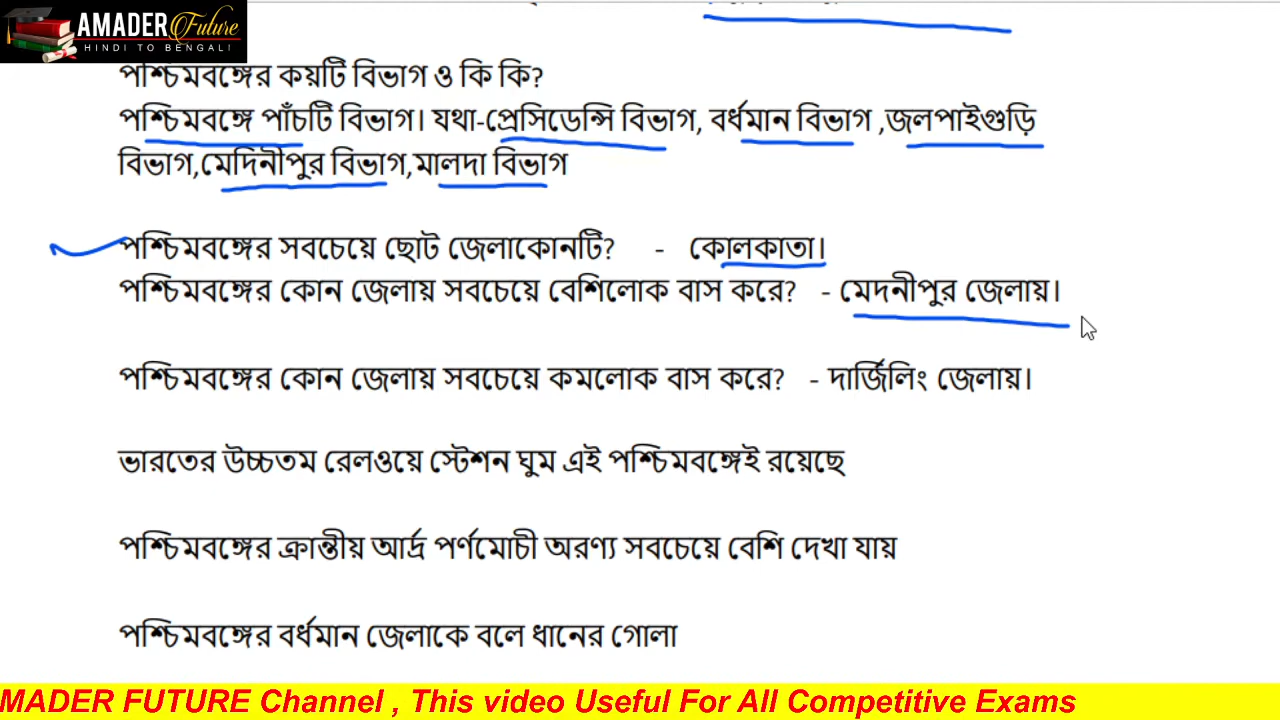 AMADER Future
HINDI TO BENGALI
পশ্চিমবঙ্গের কয়টি বিভাগ ও কি কি?
পশ্চিমবঙ্গে পাঁচটি বিভাগ। যথা-প্রেসিডেন্সি বিভাগ, বর্ধমান বিভাগ ,জলপাইগুড়ি
বিভাগ,মেদিনীপুর বিভাগ,মালদা বিভাগ
পশ্চিমবঙ্গের সবচেয়ে ছোট জেলাকোনটি? - কোলকাতা।
পশ্চিমবঙ্গের কোন জেলায় সবচেয়ে বেশিলোক বাস করে? - মেদনীপুর জেলায়।
পশ্চিমবঙ্গের কোন জেলায় সবচেয়ে কমলোক বাস করে? - দার্জিলিং জেলায়।
ভারতের উচ্চতম রেলওয়ে স্টেশন ঘুম এই পশ্চিমবঙ্গেই রয়েছে
পশ্চিমবঙ্গের ক্রান্তীয় আর্দ্র পর্ণমোচী অরণ্য সবচেয়ে বেশি দেখা যায়
পশ্চিমবঙ্গের বর্ধমান জেলাকে বলে ধানের গোলা
MADER FUTURE Channel , This video Useful For All Competitive Exams